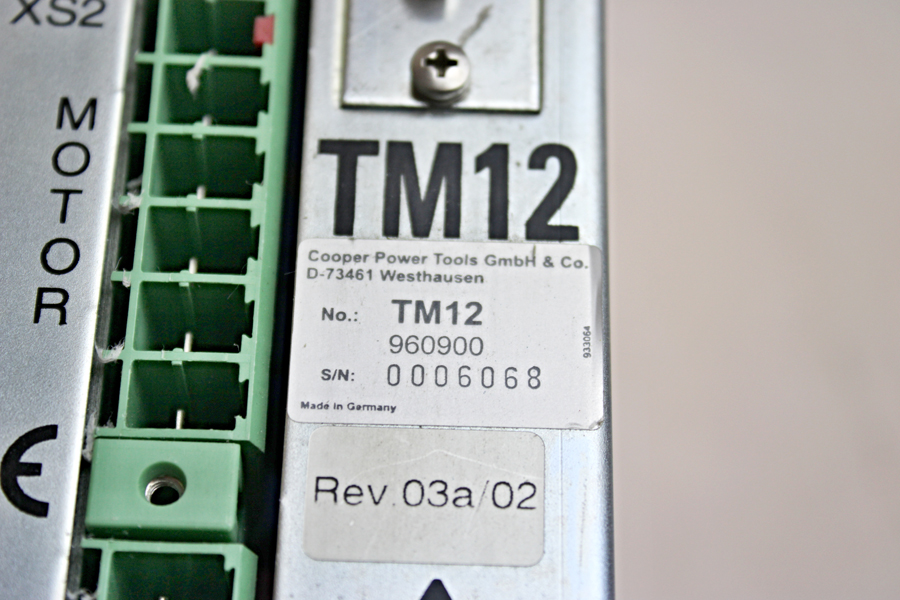 XS2
MOTOR
CE
TM12
Cooper Power Tools GmbH & Co.
D-73461 Westhausen
No.: TM12
960900
933064
S/N: 0006068
Made in Germany
Rev.03a/02